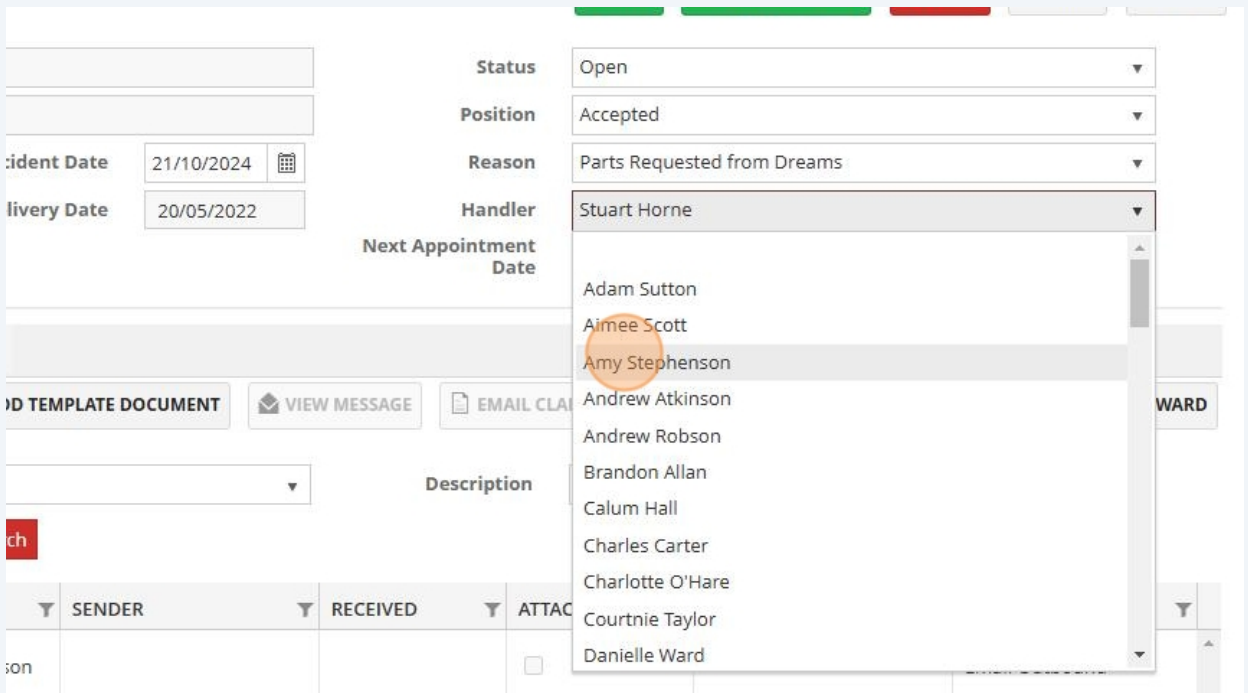 Status Open
Position Accepted
cident Date 21/10/2024 Reason Parts Requested from Dreams
livery Date 20/05/2022 Handler Stuart Horne
Next Appointment
Date
Adam Sutton
Aimee Scott
Amy Stephenson
DD TEMPLATE DOCUMENT VIEW MESSAGE EMAIL CLAI WARD
Andrew Atkinson
Andrew Robson
Brandon Allan
Description
Calum Hall
ch
Charles Carter
Charlotte O'Hare
SENDER RECEIVED ATTAC
Courtnie Taylor
Danielle Ward
son